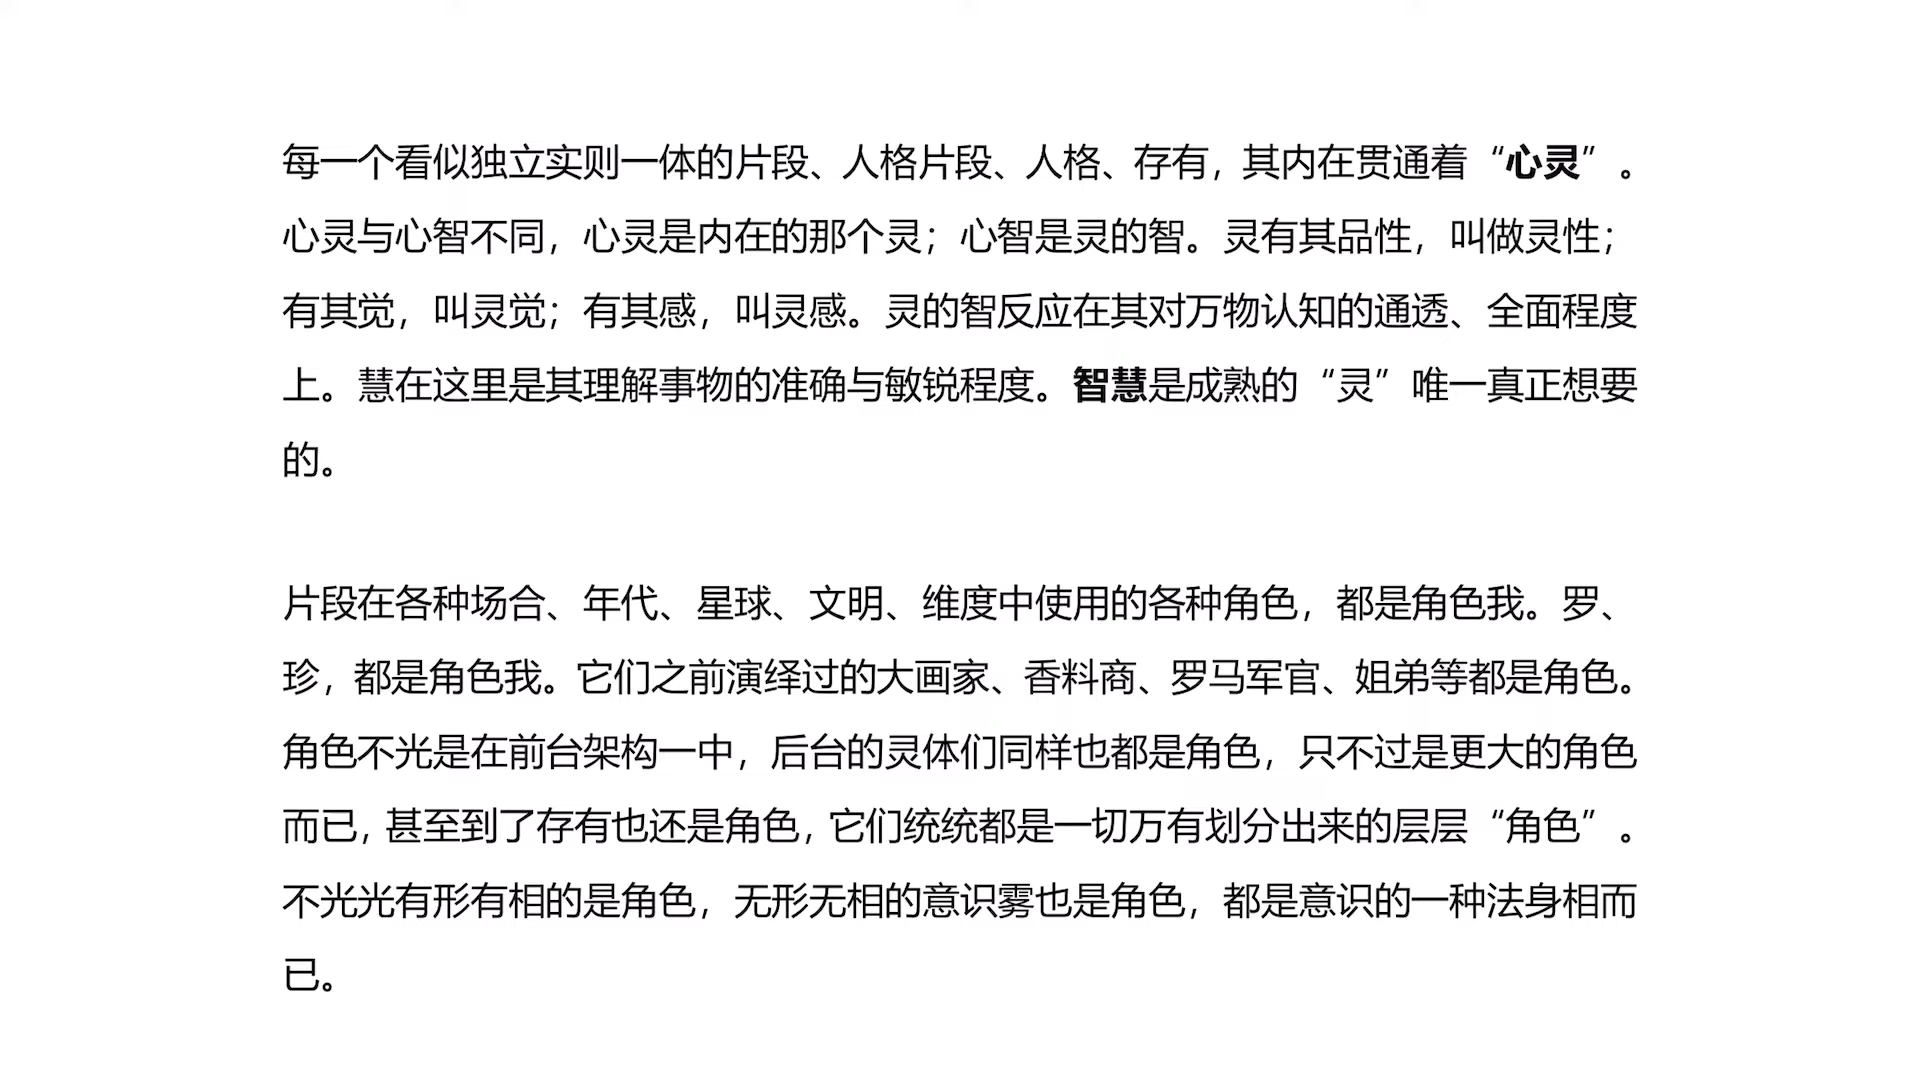 每一个看似独立实则一体的片段、人格片段、人格、存有，其内在贯通着“心灵”。
心灵与心智不同，心灵是内在的那个灵；心智是灵的智。灵有其品性，叫做灵性；
有其觉，叫灵觉；有其感，叫灵感。灵的智反应在其对万物认知的通透、全面程度
上。慧在这里是其理解事物的准确与敏锐程度。智慧是成熟的“灵”唯一真正想要
的。
片段在各种场合、年代、星球、文明、维度中使用的各种角色，都是角色我。罗、
珍，都是角色我。它们之前演绎过的大画家、香料商、罗马军官、姐弟等都是角色。
角色不光是在前台架构一中，后台的灵体们同样也都是角色，只不过是更大的角色
而已，甚至到了存有也还是角色，它们统统都是一切万有划分出来的层层“角色”。
不光光有形有相的是角色，无形无相的意识雾也是角色，都是意识的一种法身相而
已。